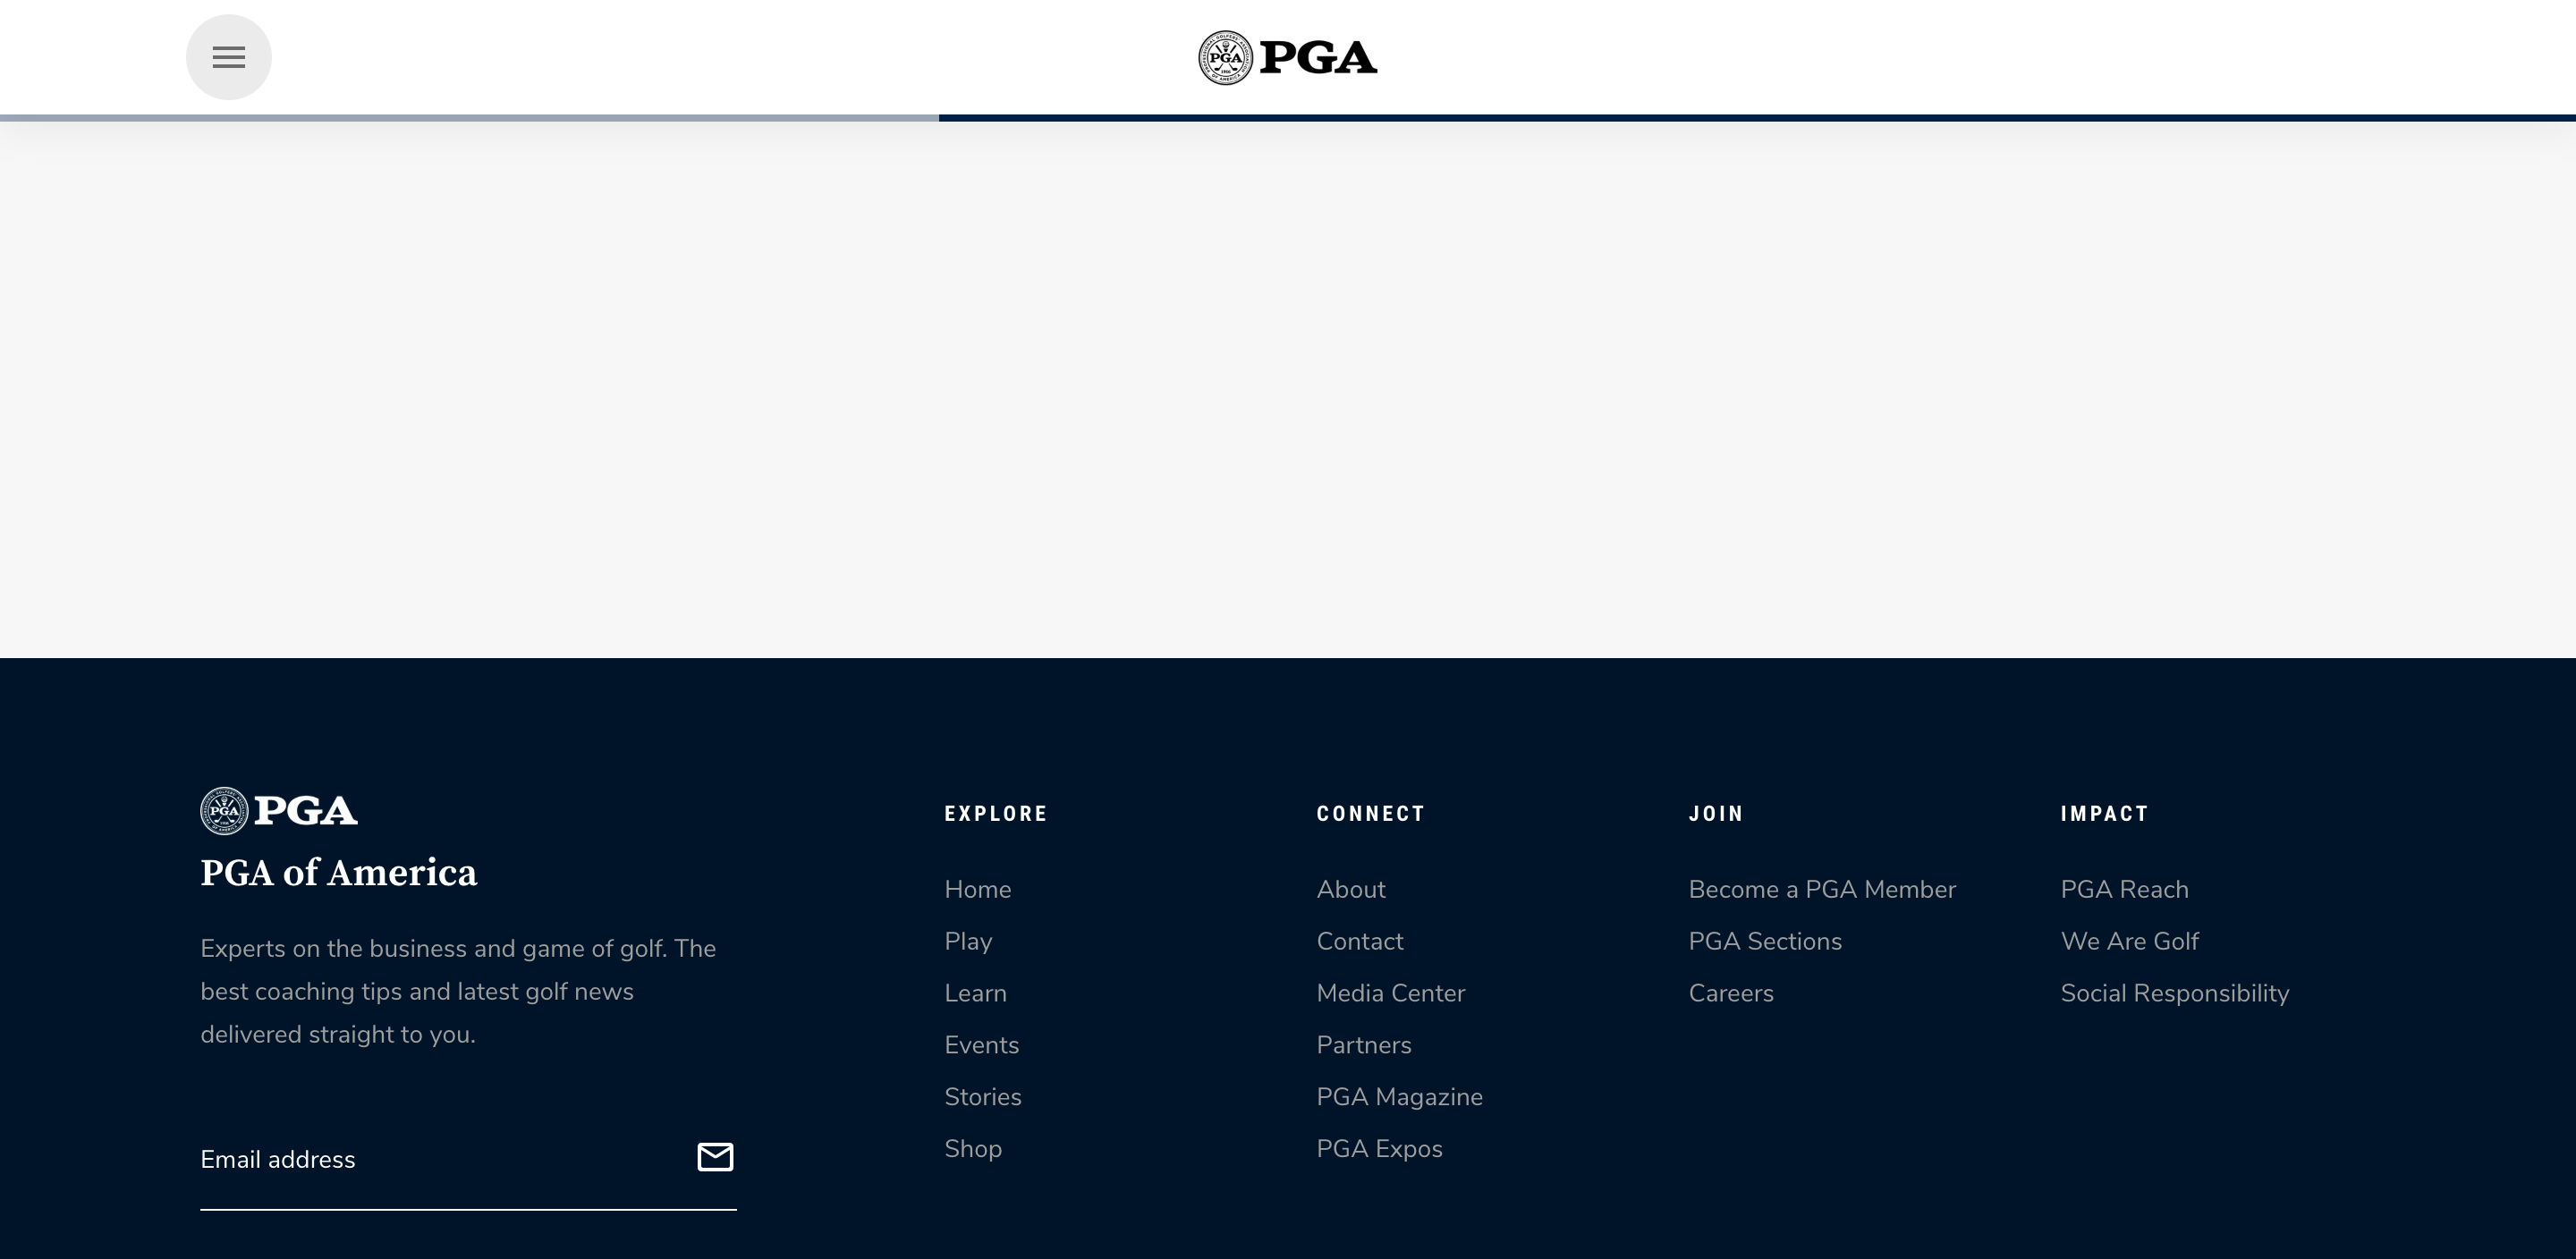 PGA
PGA
PGA of America
Experts on the business and game of golf. The
best coaching tips and latest golf news
delivered straight to you.
Email address
EXPLORE
Home
Play
Learn
Events
Stories
Shop
CONNECT
About
Contact
Media Center
Partners
PGA Magazine
PGA Expos
JOIN
Become a PGA Member
PGA Sections
Careers
IMPACT
PGA Reach
We Are Golf
Social Responsibility